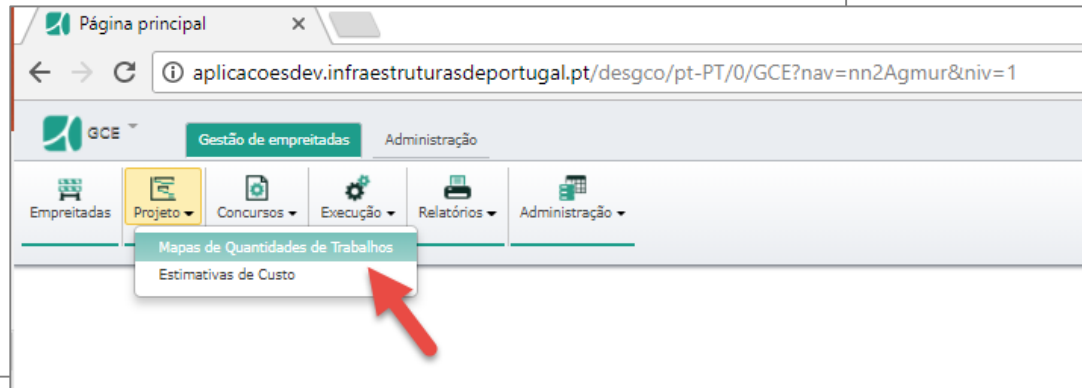 Página principal
aplicacoesdev.infraestruturasdeportugal.pt/desgco/pt-PT/0/GCE?nav=nn2Agmur&niv=1
GCE Gestão de empreitadas Administração
Empreitadas Projeto Concursos Execução Relatórios Administração
Mapas de Quantidades de Trabalhos
Estimativas de Custo